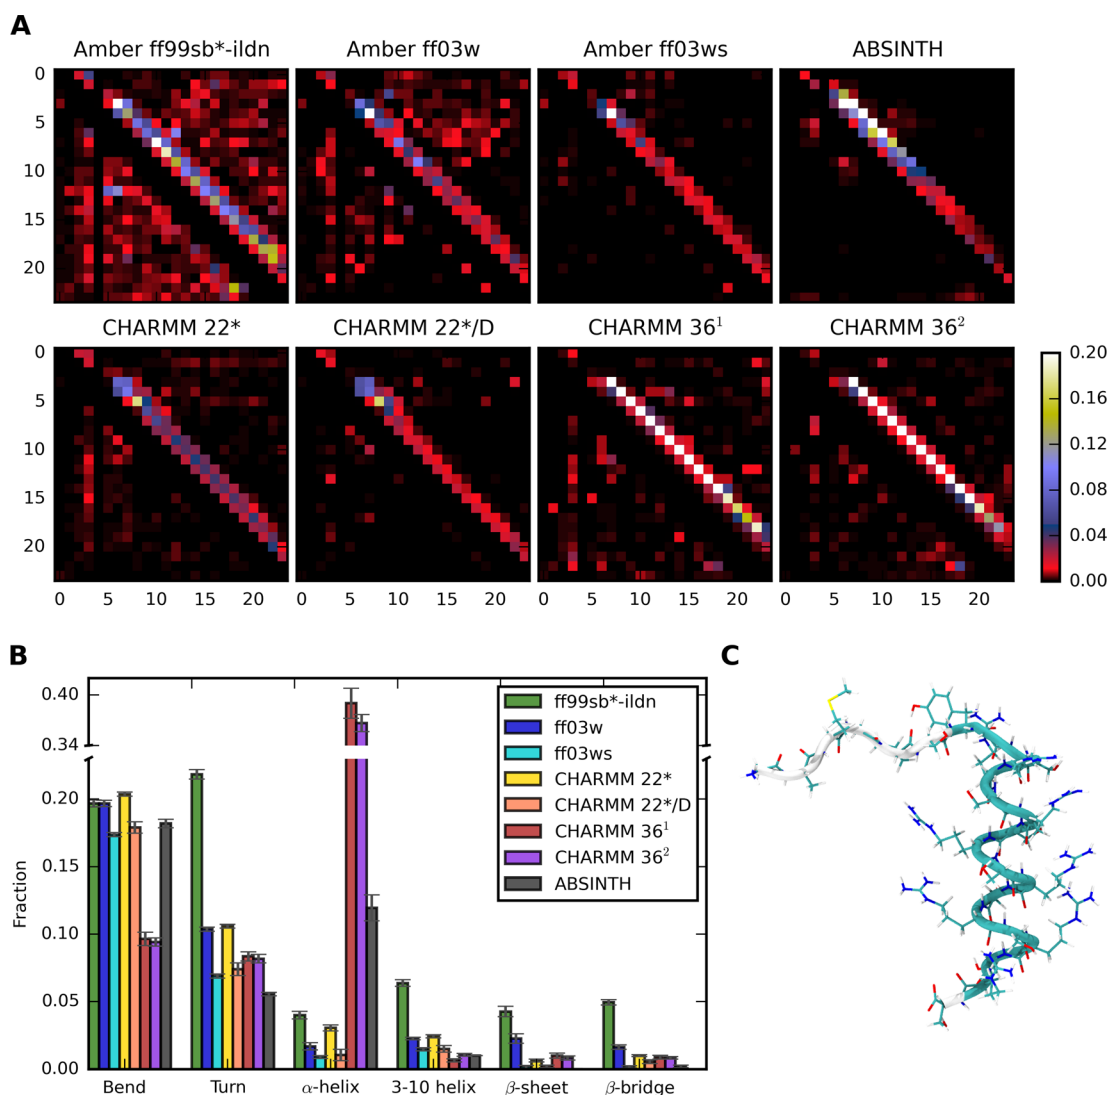 A
Amber ff99sb*-ildn Amber ff03w Amber ff03ws ABSINTH
0
5
10
15
20
CHARMM 22* CHARMM 22*/D CHARMM 36¹ CHARMM 36²
0
5
10
15
20
0 5 10 15 20 0 5 10 15 20 0 5 10 15 20 0 5 10 15 20
0.20
0.16
0.12
0.08
0.04
0.00
B
Fraction
0.40
0.34
0.20
0.15
0.10
0.05
0.00
Bend Turn α-helix 3-10 helix β-sheet β-bridge
ff99sb*-ildn
ff03w
ff03ws
CHARMM 22*
CHARMM 22*/D
CHARMM 36¹
CHARMM 36²
ABSINTH
C